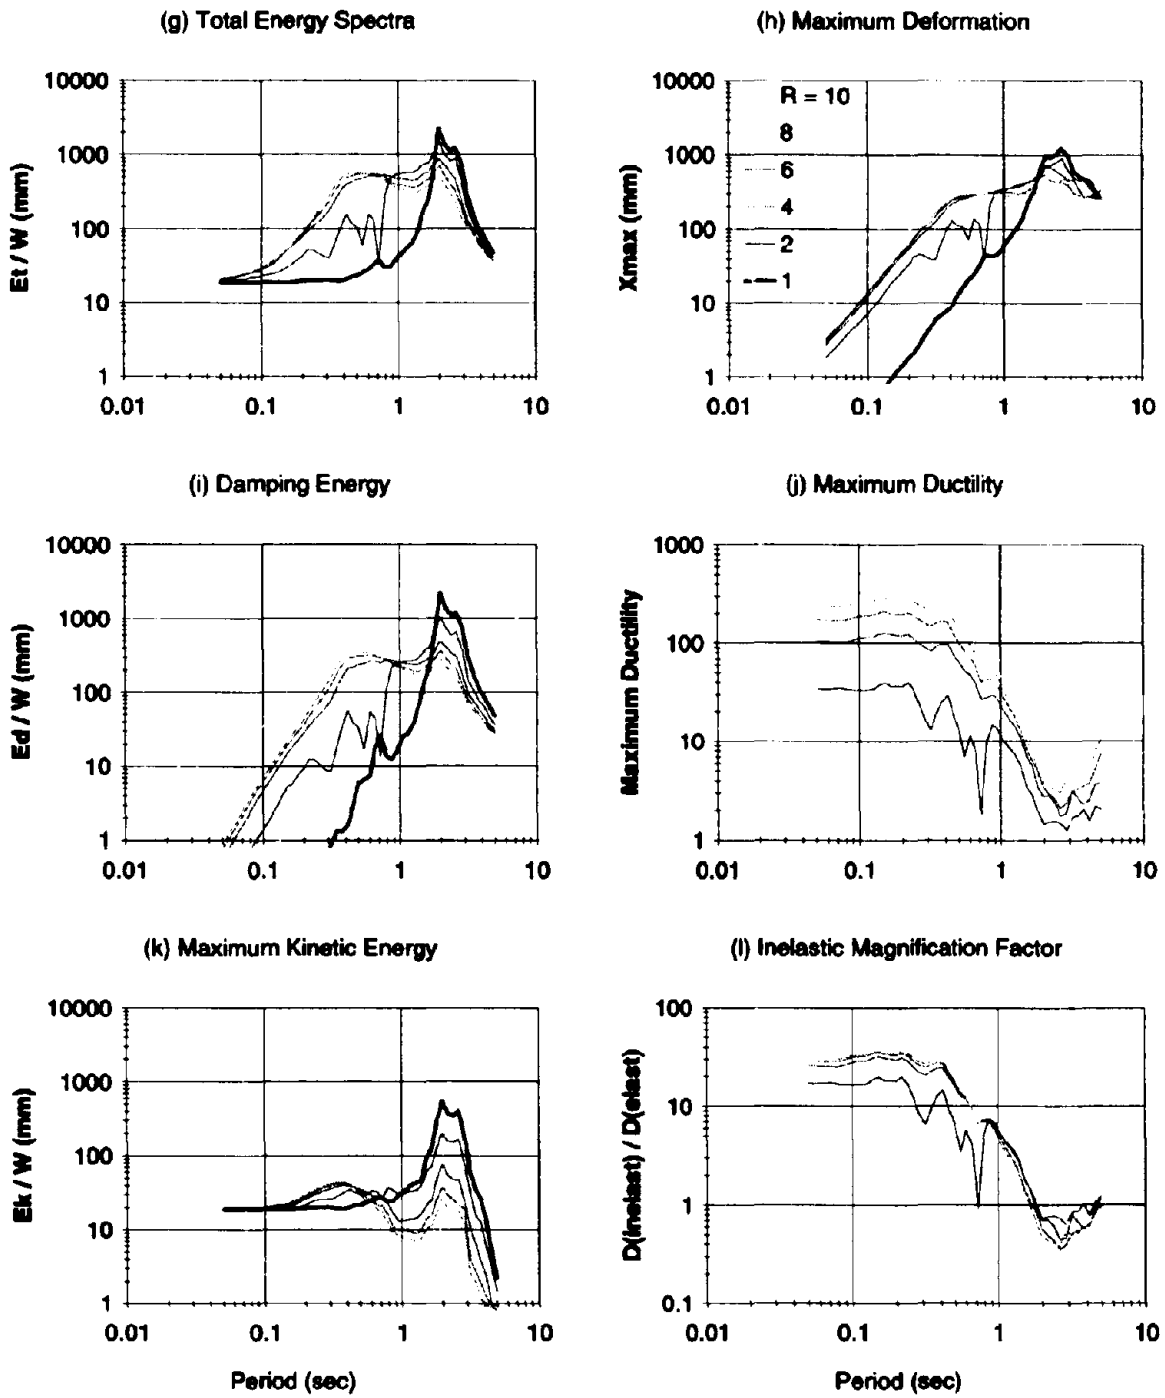 (g) Total Energy Spectra
Et / W (mm)
10000
1000
100
10
1
0.01 0.1 1 10
(h) Maximum Deformation
Xmax (mm)
10000
1000
100
10
1
R = 10
8
6
4
2
1
0.01 0.1 1 10
(i) Damping Energy
Ed / W (mm)
10000
1000
100
10
1
0.01 0.1 1 10
(j) Maximum Ductility
Maximum Ductility
1000
100
10
1
0.01 0.1 1 10
(k) Maximum Kinetic Energy
Ek / W (mm)
10000
1000
100
10
1
0.01 0.1 1 10
Period (sec)
(l) Inelastic Magnification Factor
D(inelast) / D(elast)
100
10
1
0.1
0.01 0.1 1 10
Period (sec)